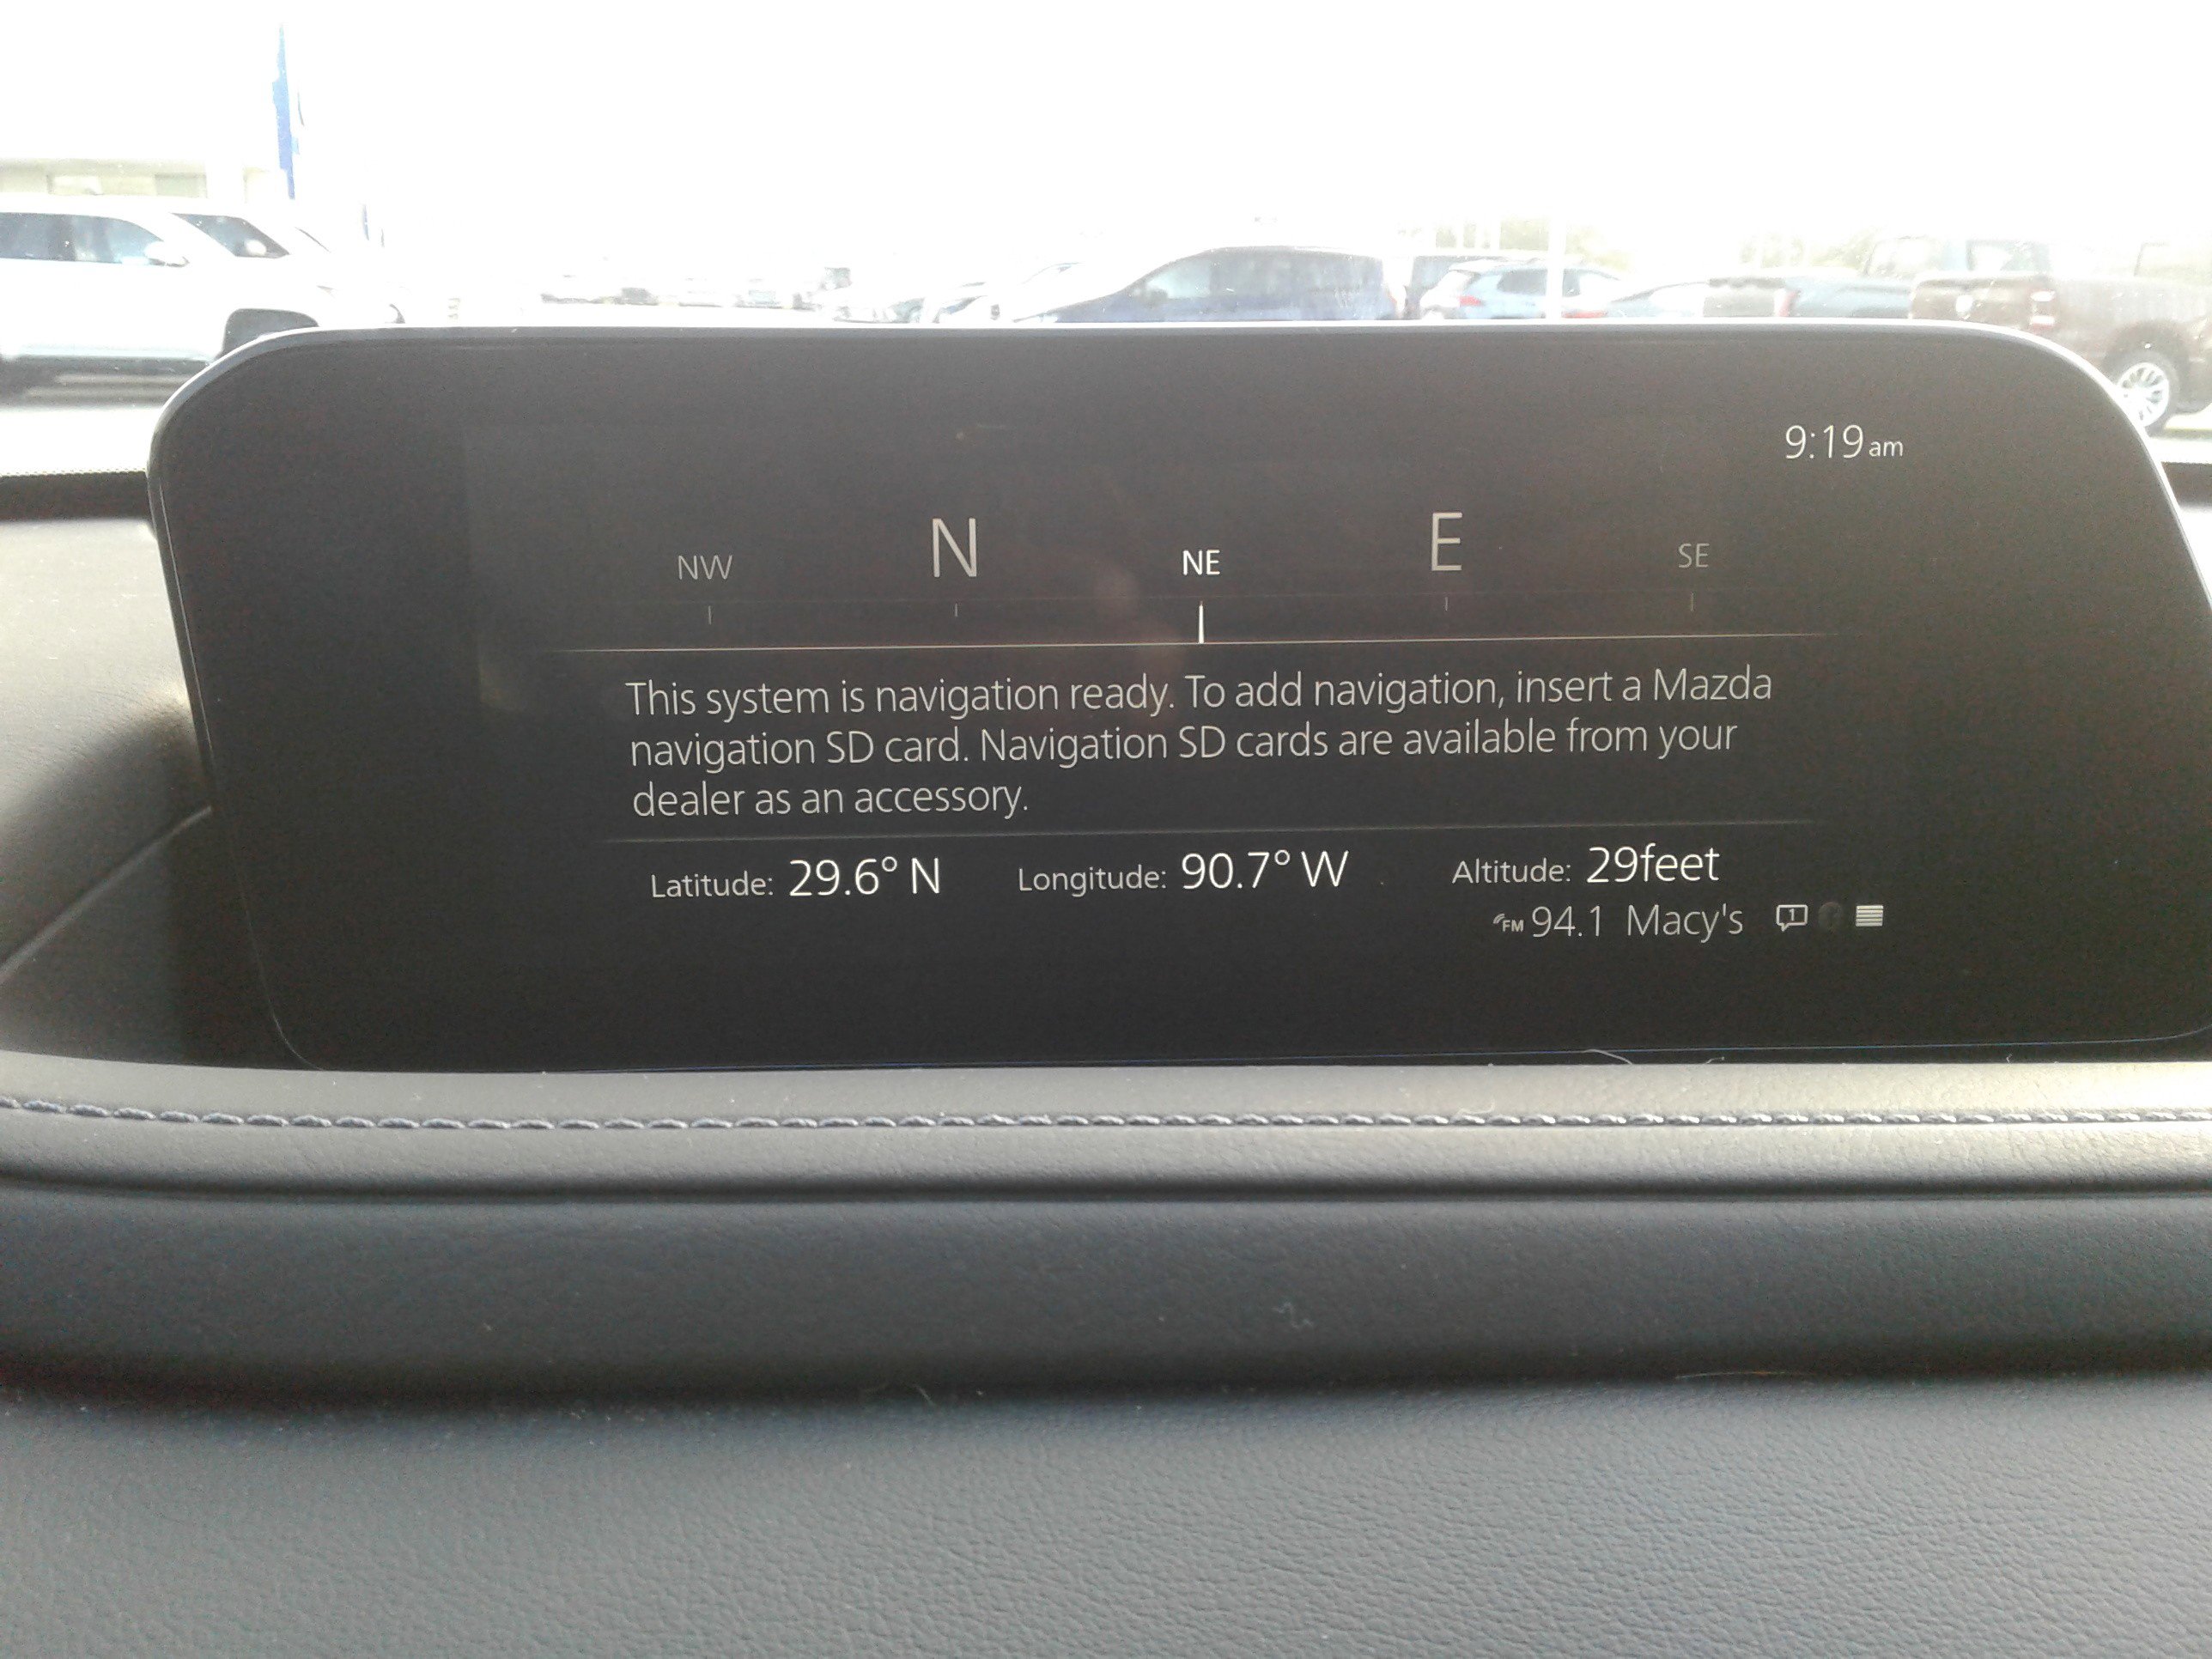 9:19am
NW N NE E SE
This system is navigation ready. To add navigation, insert a Mazda
navigation SD card. Navigation SD cards are available from your
dealer as an accessory.
Latitude: 29.6° N Longitude: 90.7° W Altitude: 29feet
FM 94.1 Macy's 1